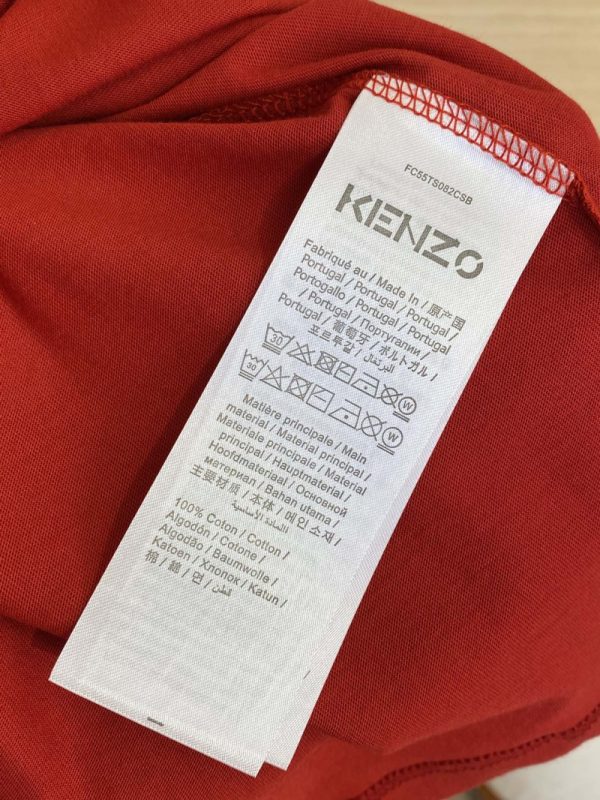 FC55TS082CSB
KENZO
Fabriqué au / Made In / 原产国
Portugal / Portugal / Portugal /
Portogallo / Portugal / Portugal
/ Portugal / Португалии /
Portugal / 葡萄牙 / ポルトガル /
포르투갈 / البرتغال /
30 W
30 W
Matière principale / Main
material / Material principal /
Materiale principale / Material
principal / Hauptmaterial /
Hoofdmateriaal / Основной
материал / Bahan utama /
主要材质 / 本体 / 메인 소재 /
المادة الأساسية /
100% Coton / Cotton /
Algodón / Cotone /
Algodão / Baumwolle /
Katoen / Хлопок / Katun /
棉 / 綿 / 면 / قطن /